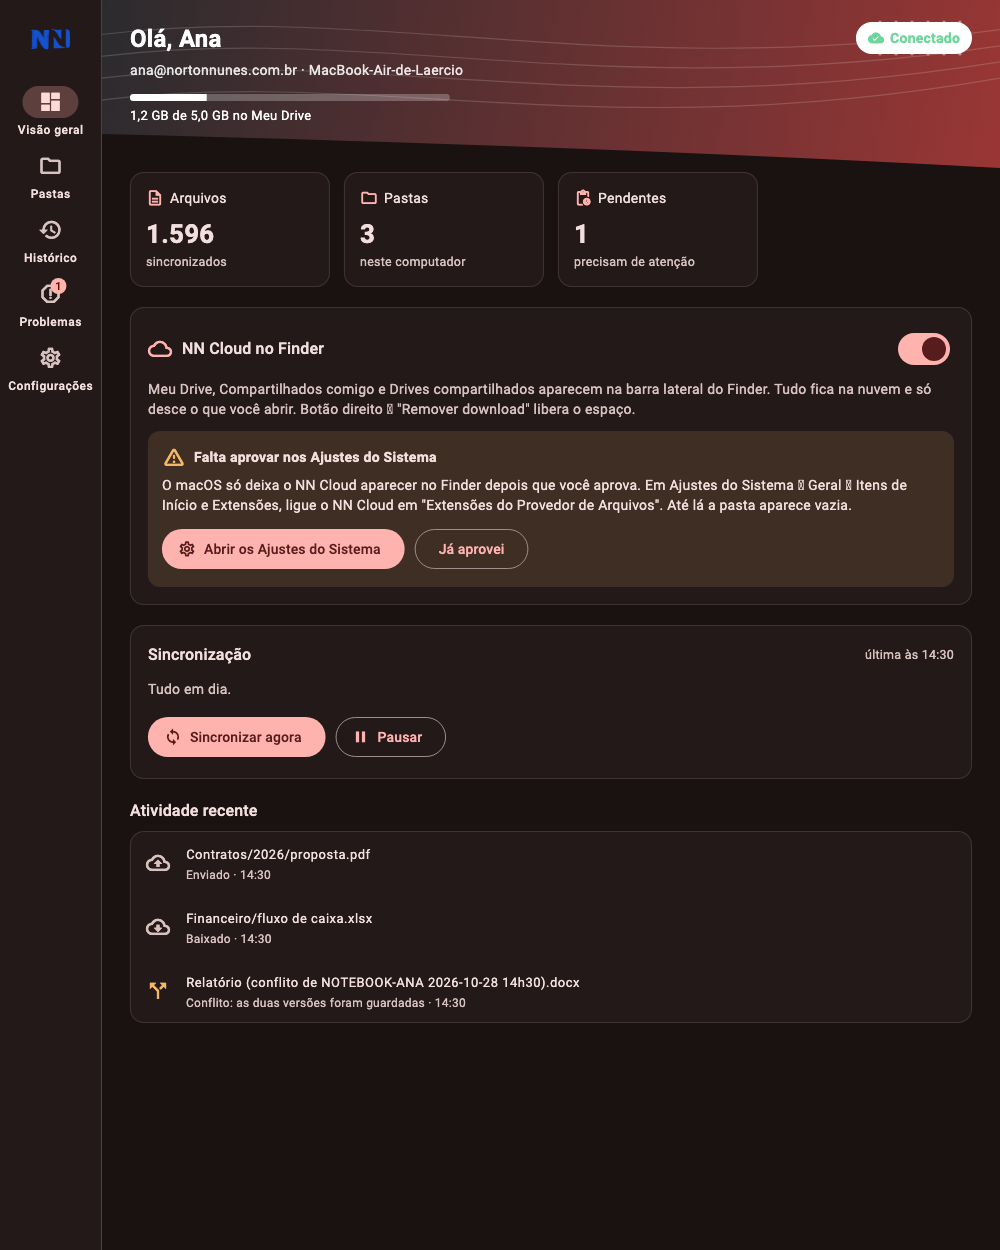 NN
Olá, Ana
Conectado
ana@nortonnunes.com.br · MacBook-Air-de-Laercio
1,2 GB de 5,0 GB no Meu Drive
Visão geral
Pastas
Histórico
1
Problemas
Configurações
Arquivos
1.596
sincronizados
Pastas
3
neste computador
Pendentes
1
precisam de atenção
NN Cloud no Finder
Meu Drive, Compartilhados comigo e Drives compartilhados aparecem na barra lateral do Finder. Tudo fica na nuvem e só
desce o que você abrir. Botão direito "Remover download" libera o espaço.
Falta aprovar nos Ajustes do Sistema
O macOS só deixa o NN Cloud aparecer no Finder depois que você aprova. Em Ajustes do Sistema Geral Itens de
Início e Extensões, ligue o NN Cloud em "Extensões do Provedor de Arquivos". Até lá a pasta aparece vazia.
Abrir os Ajustes do Sistema
Já aprovei
Sincronização
última às 14:30
Tudo em dia.
Sincronizar agora
Pausar
Atividade recente
Contratos/2026/proposta.pdf
Enviado · 14:30
Financeiro/fluxo de caixa.xlsx
Baixado · 14:30
Relatório (conflito de NOTEBOOK-ANA 2026-10-28 14h30).docx
Conflito: as duas versões foram guardadas · 14:30